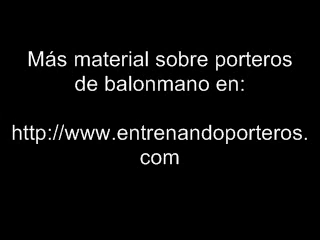 Más material sobre porteros
de balonmano en:
http://www.entrenandoporteros.
com